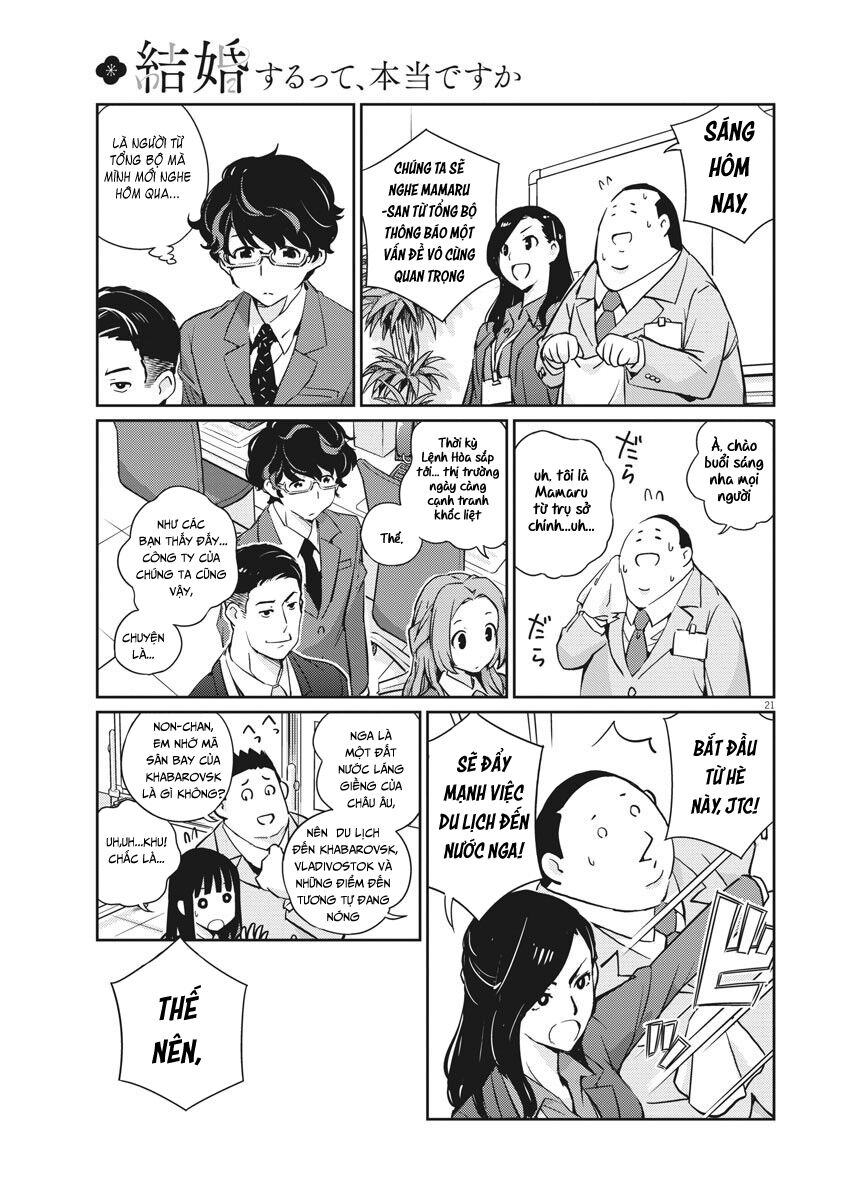 結婚するって、本当ですか
SÁNG
HÔM
NAY,
CHÚNG TA SẼ
NGHE MAMARU
-SAN TỪ TỔNG BỘ
THÔNG BÁO MỘT
VẤN ĐỀ VÔ CÙNG
QUAN TRỌNG
LÀ NGƯỜI TỪ
TỔNG BỘ MÀ
MÌNH MỚI NGHE
HÔM QUA...
À, chào
buổi sáng
nha mọi
người
だら
uh, tôi là
Mamaru
từ trụ sở
chính...uh...
だら
Thời kỳ
Lệnh Hòa sắp
tới... thị trường
ngày càng
cạnh tranh
khốc liệt
Thế,
NHƯ CÁC
BẠN THẤY ĐẤY...
CÔNG TY CỦA
CHÚNG TA CŨNG
VẬY,
CHUYỆN
LÀ...
21
BẮT ĐẦU
TỪ HÈ
NÀY, JTC!
SẼ ĐẨY
MẠNH VIỆC
DU LỊCH ĐẾN
NƯỚC NGA!
ビシ
NGA LÀ
MỘT ĐẤT
NƯỚC LÁNG
GIỀNG CỦA
CHÂU ÂU,
NÊN DU LỊCH
ĐẾN KHABAROVSK,
VLADIVOSTOK VÀ
NHỮNG ĐIỂM ĐẾN
TƯƠNG TỰ ĐANG
NÓNG
NON-CHAN,
EM NHỚ MÃ
SÂN BAY CỦA
KHABAROVSK
LÀ GÌ KHÔNG?
UH,UH...KHU!
CHẮC LÀ...
THẾ
NÊN,